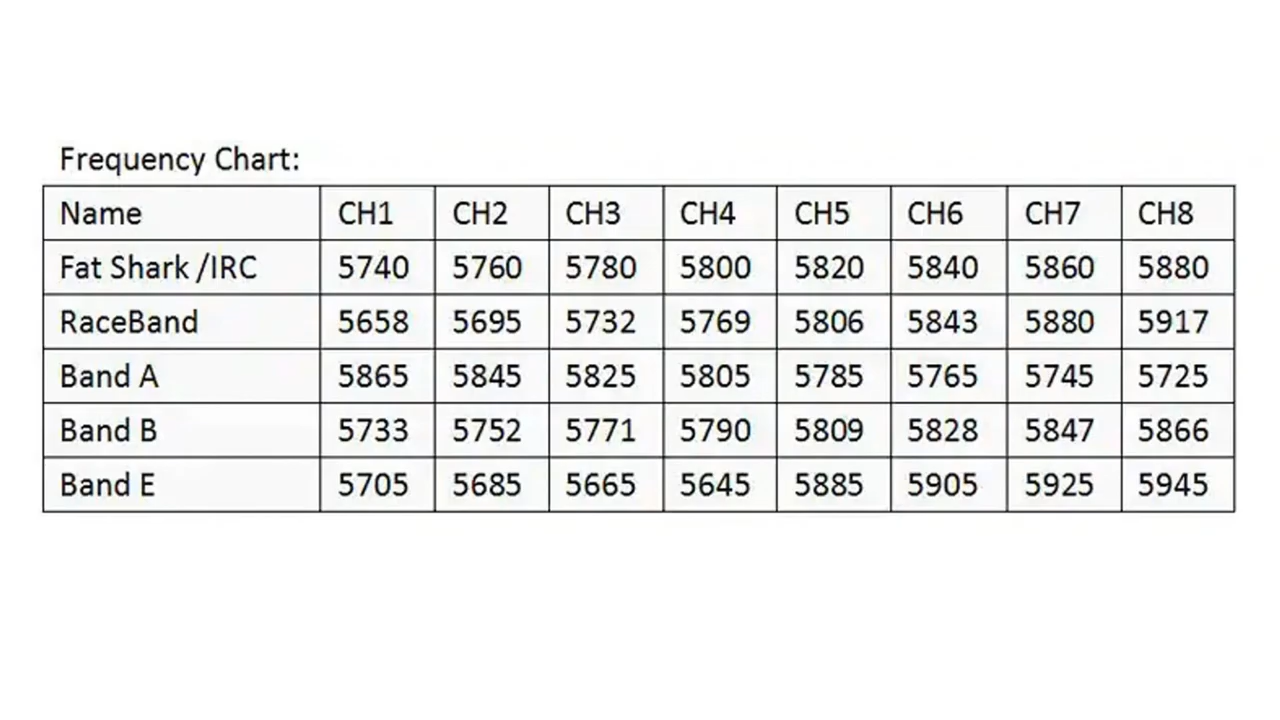 Frequency Chart:
Name CH1 CH2 CH3 CH4 CH5 CH6 CH7 CH8
Fat Shark /IRC 5740 5760 5780 5800 5820 5840 5860 5880
RaceBand 5658 5695 5732 5769 5806 5843 5880 5917
Band A 5865 5845 5825 5805 5785 5765 5745 5725
Band B 5733 5752 5771 5790 5809 5828 5847 5866
Band E 5705 5685 5665 5645 5885 5905 5925 5945